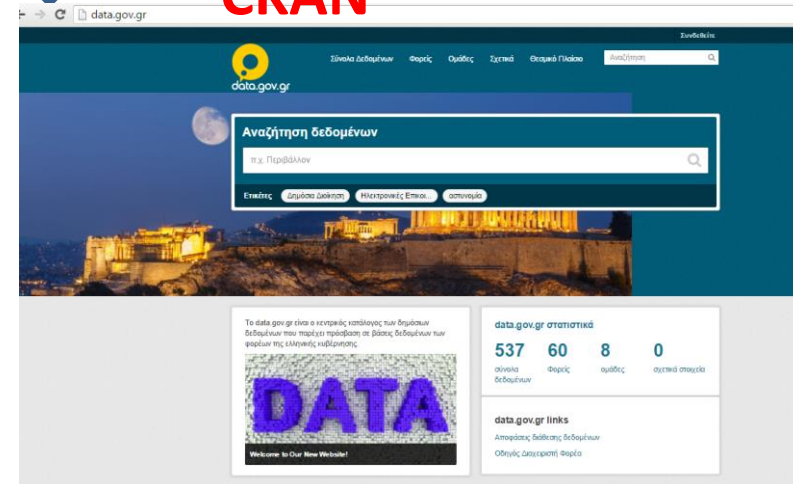 CKAN
data.gov.gr
Συνδεθείτε
data.gov.gr
Σύνολα Δεδομένων Φορείς Ομάδες Σχετικά Θεσμικό Πλαίσιο Αναζήτηση
Αναζήτηση δεδομένων
π.χ. Περιβάλλον
Ετικέτες Δημόσια Διοίκηση Ηλεκτρονικές Επικοι... αστυνομία
Το data.gov.gr είναι ο κεντρικός κατάλογος των δημόσιων
δεδομένων που παρέχει πρόσβαση σε βάσεις δεδομένων των
φορέων της ελληνικής κυβέρνησης.
DATA
Welcome to Our New Website!
data.gov.gr στατιστικά
537 60 8 0
σύνολα δεδομένων Φορείς ομάδες σχετικά στοιχεία
data.gov.gr links
Αποφάσεις διάθεσης δεδομένων
Οδηγός Διαχειριστή Φορέα